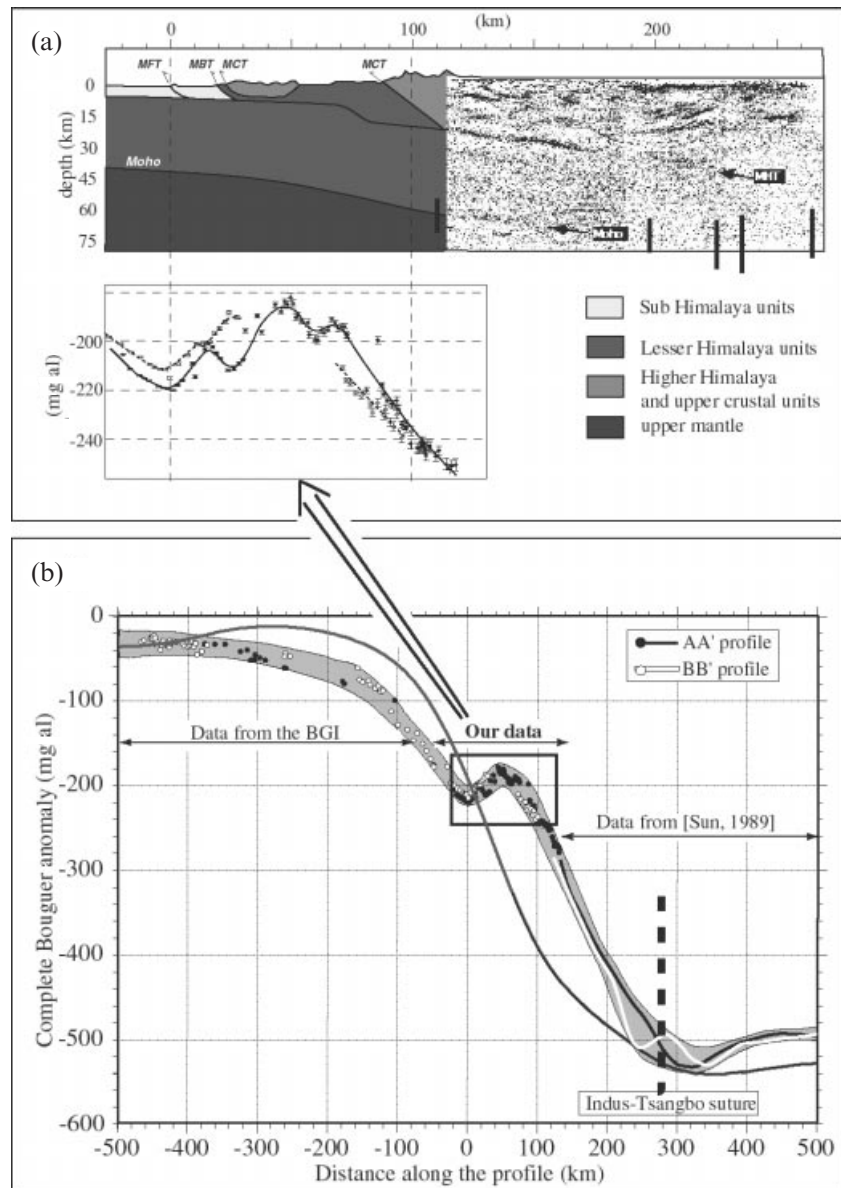 (a)
(km)
0 100 200
MFT MBT MCT MCT
0
15
30
45
60
75
depth (km)
Moho
MHT
Moho
-200
-220
-240
(mg al)
Sub Himalaya units
Lesser Himalaya units
Higher Himalaya
and upper crustal units
upper mantle
(b)
0
-100
-200
-300
-400
-500
-600
Complete Bouguer anomaly (mg al)
AA' profile
BB' profile
Data from the BGI
Our data
Data from [Sun, 1989]
Indus-Tsangbo suture
-500 -400 -300 -200 -100 0 100 200 300 400 500
Distance along the profile (km)